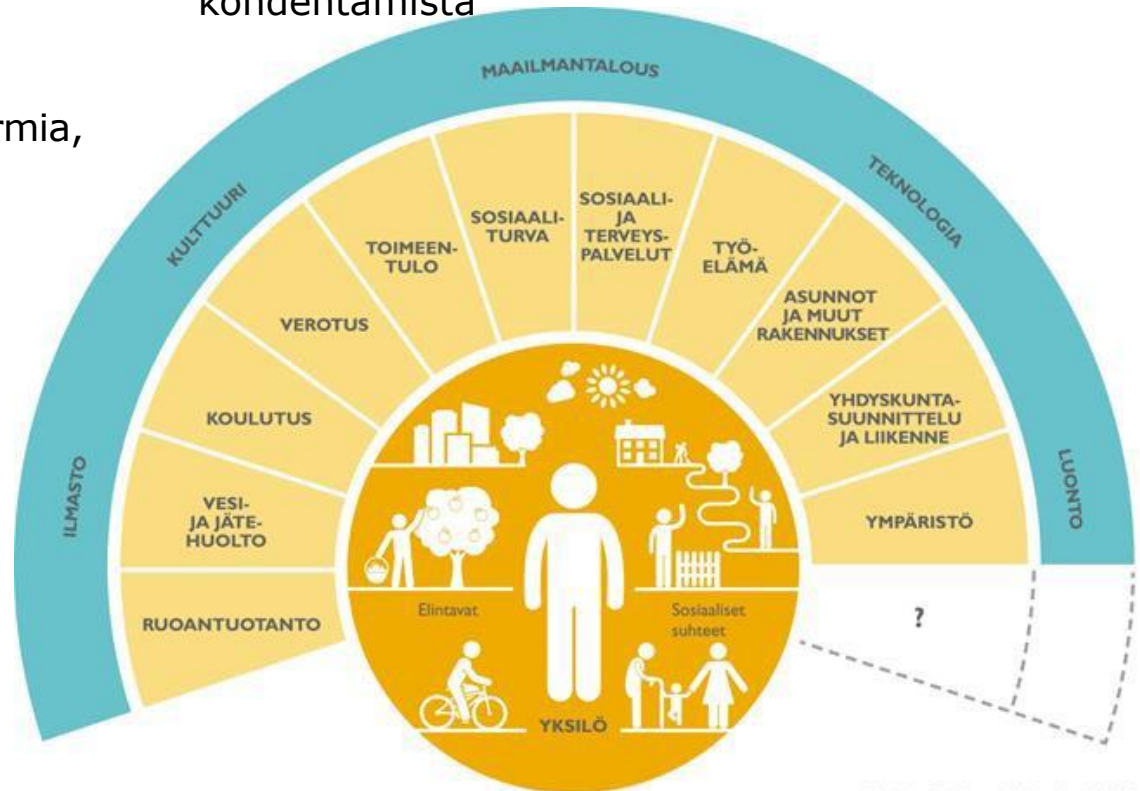 kohdentamista
rmia,
MAAILMANTALOUS
KULTTUURI
TEKNOLOGIA
ILMASTO
LUONTO
RUOANTUOTANTO
VESI-
JA JÄTE-
HUOLTO
KOULUTUS
VEROTUS
TOIMEEN-
TULO
SOSIAALI-
TURVA
SOSIAALI-
JA
TERVEYS-
PALVELUT
TYÖ-
ELÄMÄ
ASUNNOT
JA MUUT
RAKENNUKSET
YHDYSKUNTA-
SUUNNITTELU
JA LIIKENNE
YMPÄRISTÖ
?
Elintavat
Sosiaaliset
suhteet
YKSILÖ